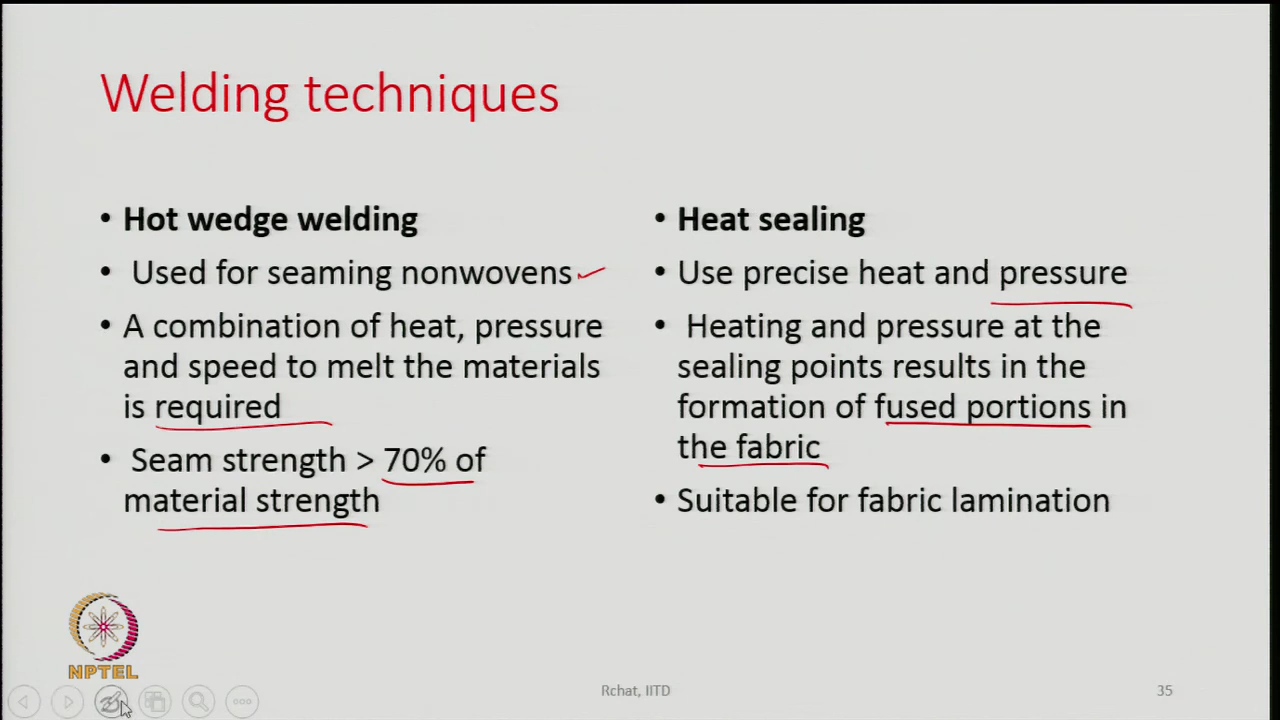 Welding techniques
• Hot wedge welding
• Used for seaming nonwovens
• A combination of heat, pressure
and speed to melt the materials
is required
• Seam strength > 70% of
material strength
• Heat sealing
• Use precise heat and pressure
• Heating and pressure at the
sealing points results in the
formation of fused portions in
the fabric
• Suitable for fabric lamination
NPTEL
Rchat, IITD
35